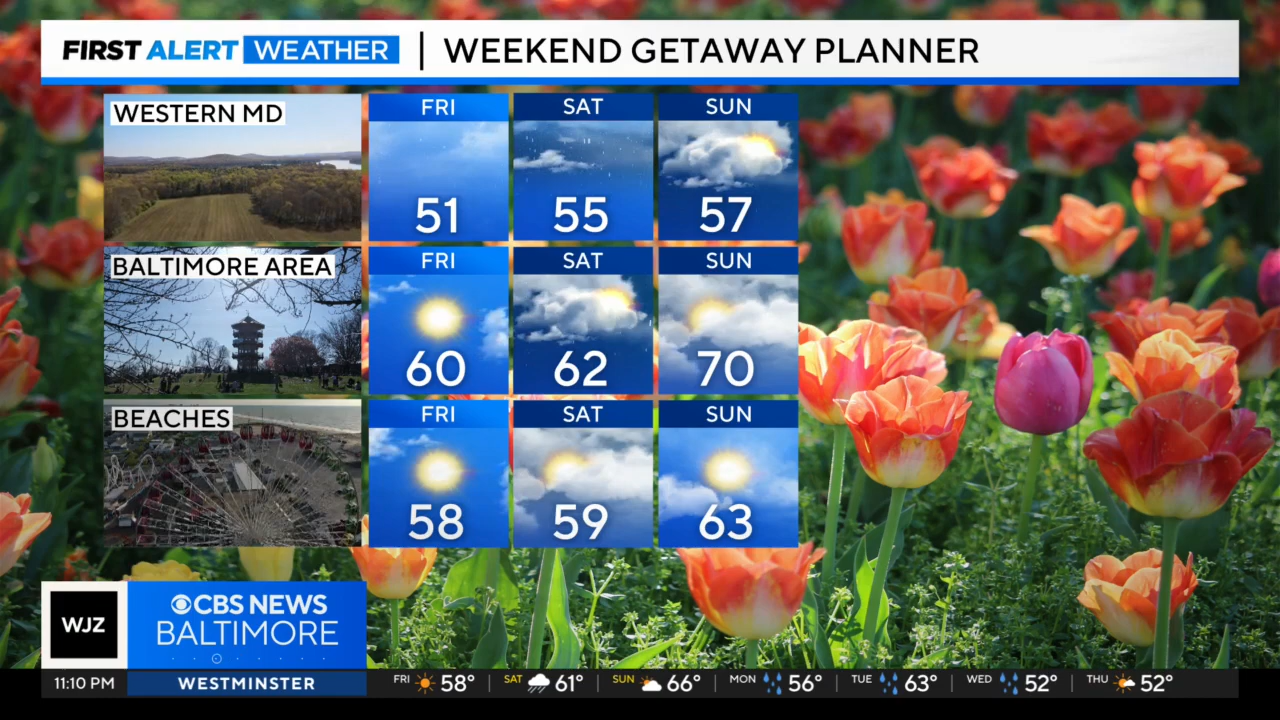 FIRST ALERT WEATHER | WEEKEND GETAWAY PLANNER
WESTERN MD
FRI SAT SUN
51 55 57
BALTIMORE AREA
FRI SAT SUN
60 62 70
BEACHES
FRI SAT SUN
58 59 63
WJZ
CBS NEWS
BALTIMORE
11:10 PM WESTMINSTER FRI 58° | SAT 61° | SUN 66° | MON 56° | TUE 63° | WED 52° | THU 52°